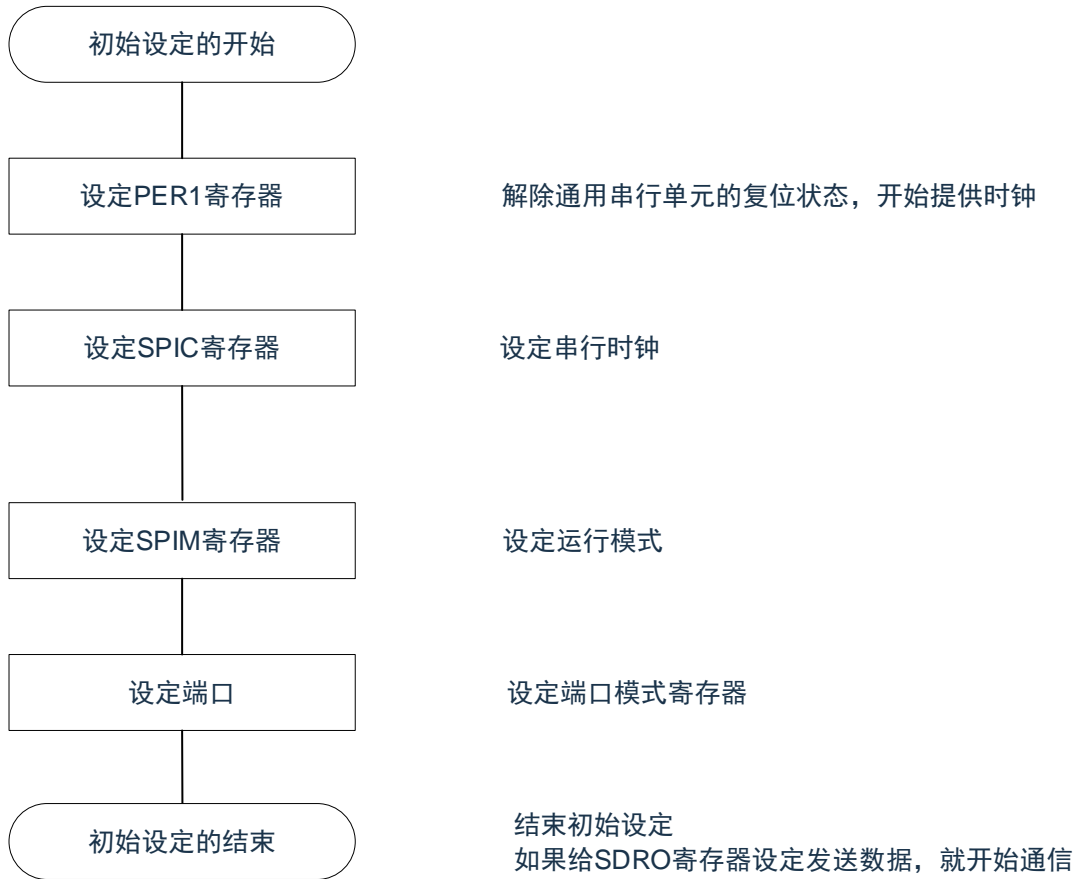 初始设定的开始
设定PER1寄存器
解除通用串行单元的复位状态，开始提供时钟
设定SPIC寄存器
设定串行时钟
设定SPIM寄存器
设定运行模式
设定端口
设定端口模式寄存器
初始设定的结束
结束初始设定
如果给SDRO寄存器设定发送数据，就开始通信